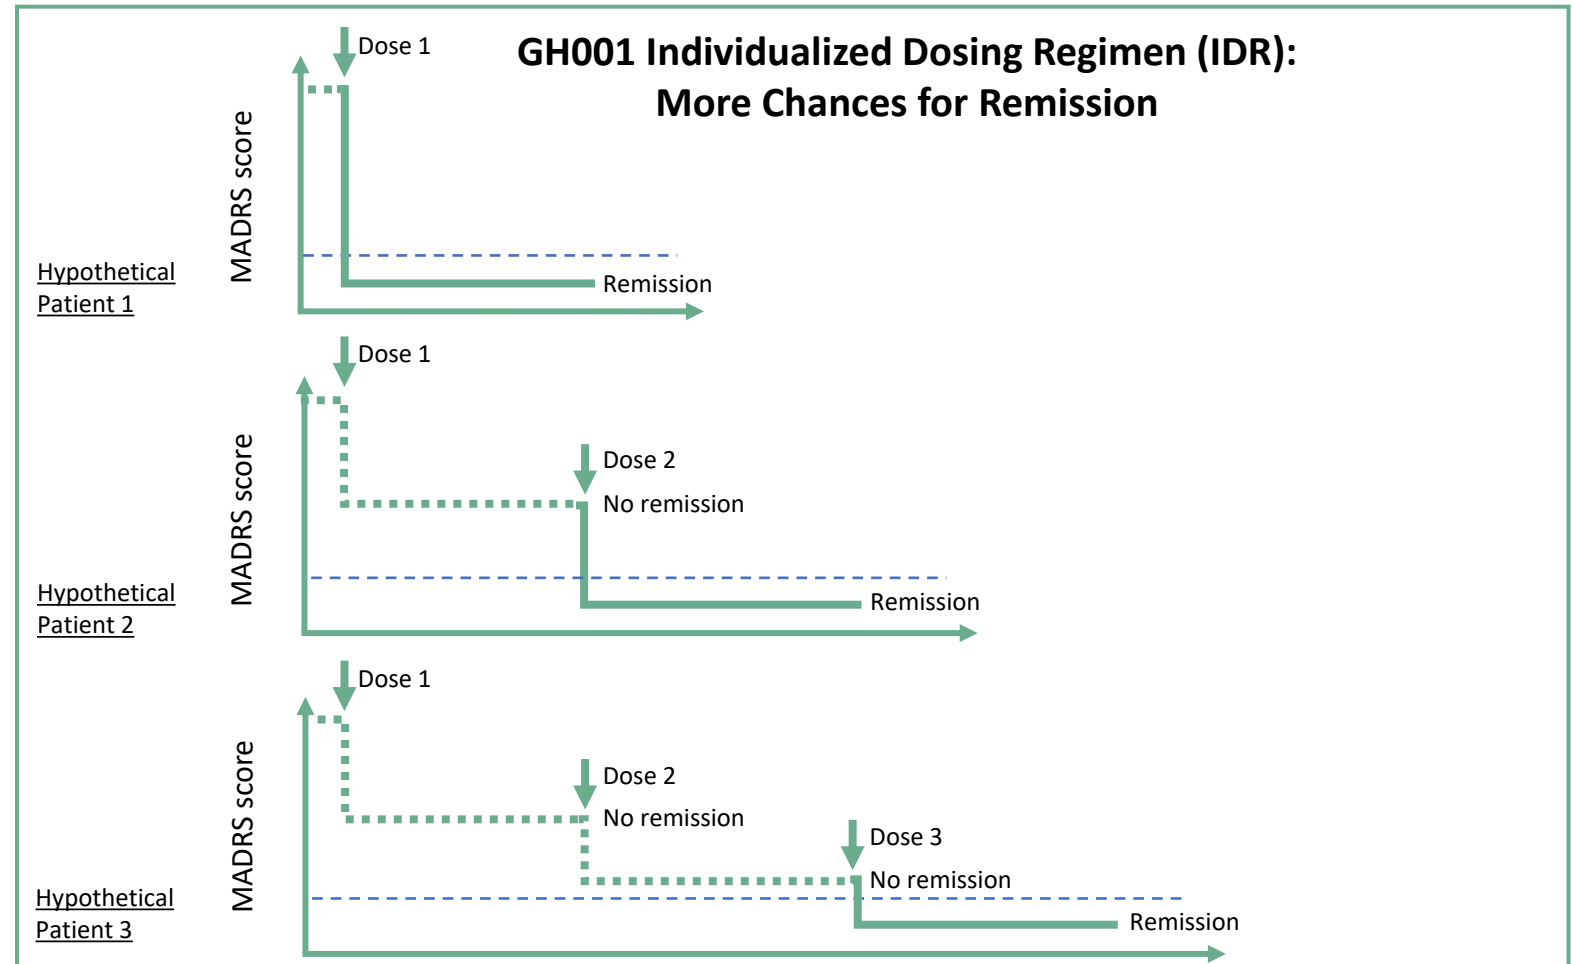 GH001 Individualized Dosing Regimen (IDR):
More Chances for Remission
Dose 1
MADRS score
Hypothetical
Patient 1
Remission
Dose 1
MADRS score
Dose 2
No remission
Hypothetical
Patient 2
Remission
Dose 1
MADRS score
Dose 2
No remission
Dose 3
No remission
Hypothetical
Patient 3
Remission